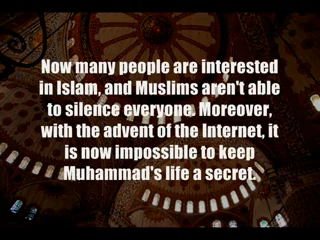 Now many people are interested
in Islam, and Muslims aren't able
to silence everyone. Moreover,
with the advent of the Internet, it
is now impossible to keep
Muhammad's life a secret.